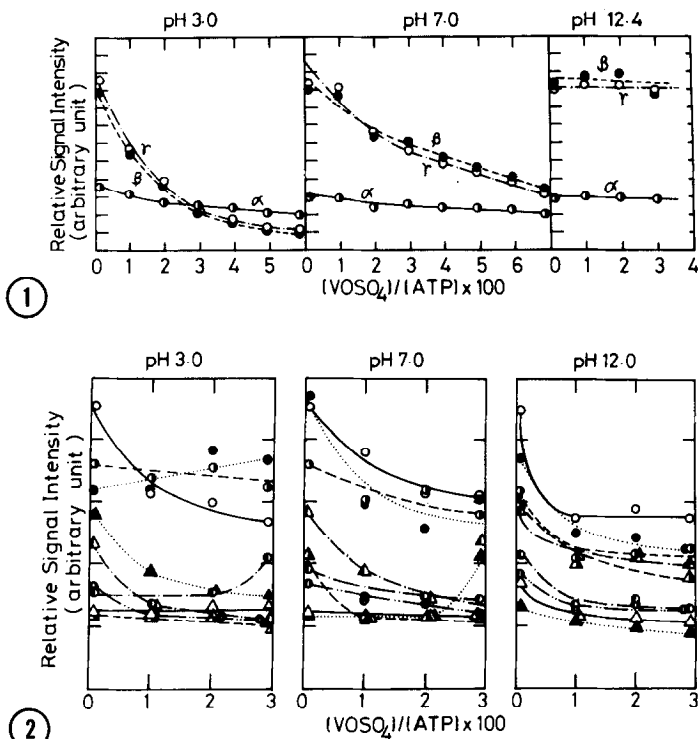 pH 3·0 pH 7·0 pH 12·4
Relative Signal Intensity
(arbitrary unit)
γ β α
β γ α
β γ
0 1 2 3 4 5 0 1 2 3 4 5 6 0 1 2 3 4
(VOSO₄)/(ATP) x 100
1
pH 3·0 pH 7·0 pH 12·0
Relative Signal Intensity
(arbitrary unit)
0 1 2 3 0 1 2 3 0 1 2 3
(VOSO₄)/(ATP) x 100
2